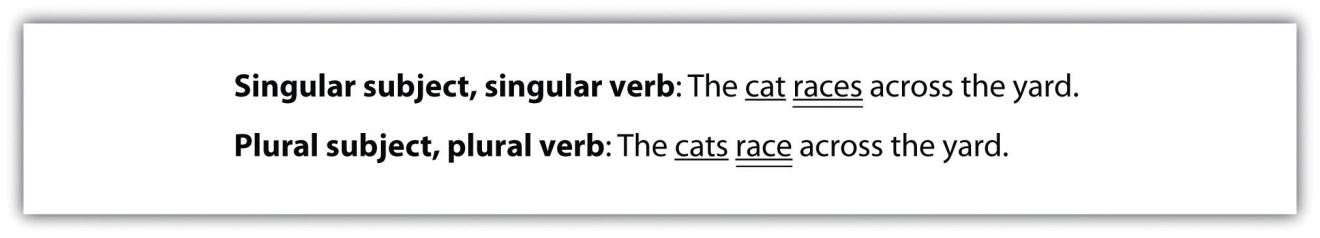 Singular subject, singular verb: The cat races across the yard.
Plural subject, plural verb: The cats race across the yard.